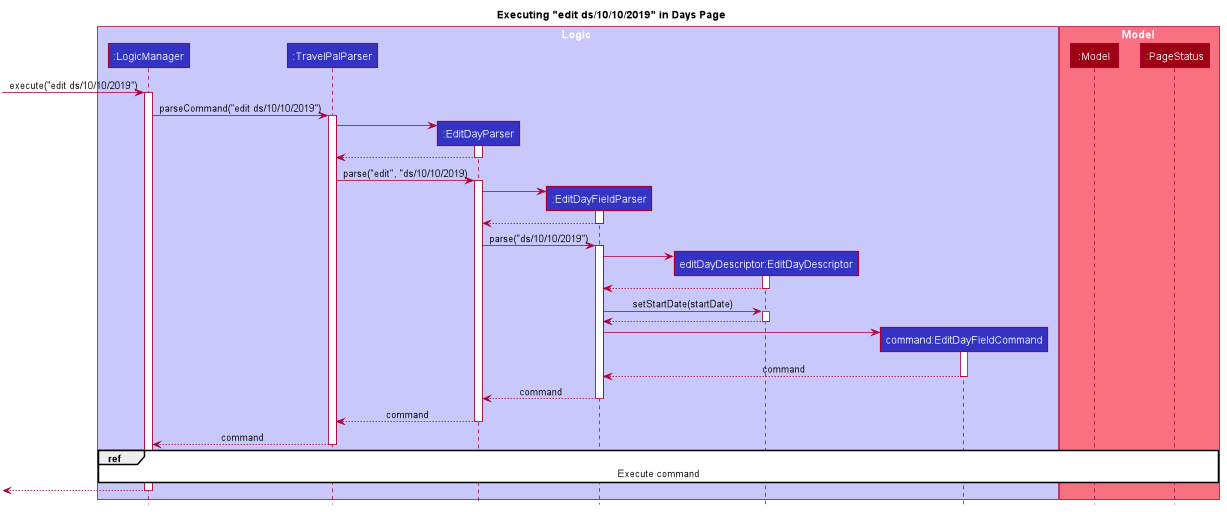 Executing "edit ds/10/10/2019" in Days Page
Logic
Model
:LogicManager
:TravelPalParser
:Model
:PageStatus
execute("edit ds/10/10/2019")
parseCommand("edit ds/10/10/2019")
:EditDayParser
parse("edit", "ds/10/10/2019)
:EditDayFieldParser
parse("ds/10/10/2019")
editDayDescriptor:EditDayDescriptor
setStartDate(startDate)
command:EditDayFieldCommand
command
command
command
command
ref
Execute command